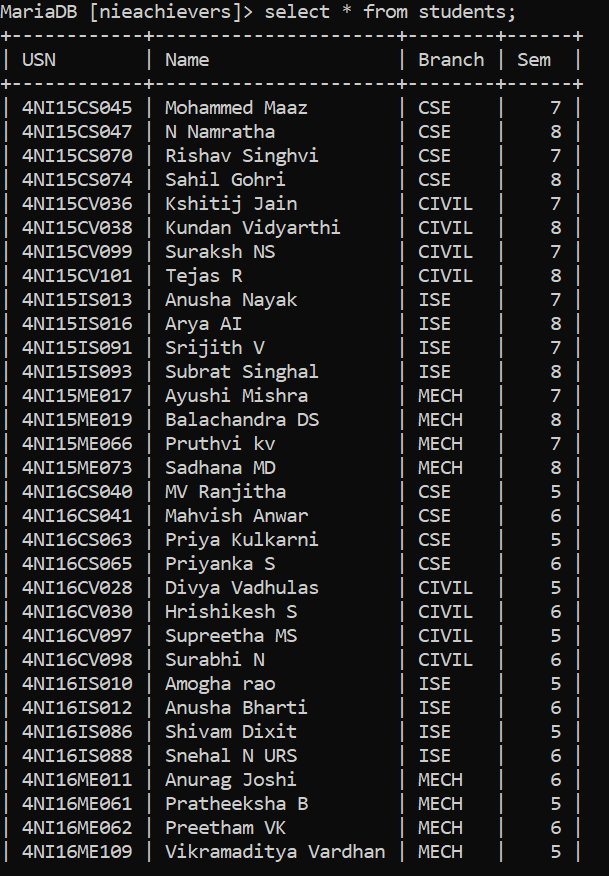 MariaDB [nieachievers]> select * from students;
+------------+----------------------+--------+------+
| USN        | Name                 | Branch | Sem  |
+------------+----------------------+--------+------+
| 4NI15CS045 | Mohammed Maaz        | CSE    |    7 |
| 4NI15CS047 | N Namratha           | CSE    |    8 |
| 4NI15CS070 | Rishav Singhvi       | CSE    |    7 |
| 4NI15CS074 | Sahil Gohri          | CSE    |    8 |
| 4NI15CV036 | Kshitij Jain         | CIVIL  |    7 |
| 4NI15CV038 | Kundan Vidyarthi     | CIVIL  |    8 |
| 4NI15CV099 | Suraksh NS           | CIVIL  |    7 |
| 4NI15CV101 | Tejas R              | CIVIL  |    8 |
| 4NI15IS013 | Anusha Nayak         | ISE    |    7 |
| 4NI15IS016 | Arya AI              | ISE    |    8 |
| 4NI15IS091 | Srijith V            | ISE    |    7 |
| 4NI15IS093 | Subrat Singhal       | ISE    |    8 |
| 4NI15ME017 | Ayushi Mishra        | MECH   |    7 |
| 4NI15ME019 | Balachandra DS       | MECH   |    8 |
| 4NI15ME066 | Pruthvi kv           | MECH   |    7 |
| 4NI15ME073 | Sadhana MD           | MECH   |    8 |
| 4NI16CS040 | MV Ranjitha          | CSE    |    5 |
| 4NI16CS041 | Mahvish Anwar        | CSE    |    6 |
| 4NI16CS063 | Priya Kulkarni       | CSE    |    5 |
| 4NI16CS065 | Priyanka S           | CSE    |    6 |
| 4NI16CV028 | Divya Vadhulas       | CIVIL  |    5 |
| 4NI16CV030 | Hrishikesh S         | CIVIL  |    6 |
| 4NI16CV097 | Supreetha MS         | CIVIL  |    5 |
| 4NI16CV098 | Surabhi N            | CIVIL  |    6 |
| 4NI16IS010 | Amogha rao           | ISE    |    5 |
| 4NI16IS012 | Anusha Bharti        | ISE    |    6 |
| 4NI16IS086 | Shivam Dixit         | ISE    |    5 |
| 4NI16IS088 | Snehal N URS         | ISE    |    6 |
| 4NI16ME011 | Anurag Joshi         | MECH   |    6 |
| 4NI16ME061 | Pratheeksha B        | MECH   |    5 |
| 4NI16ME062 | Preetham VK          | MECH   |    6 |
| 4NI16ME109 | Vikramaditya Vardhan | MECH   |    5 |